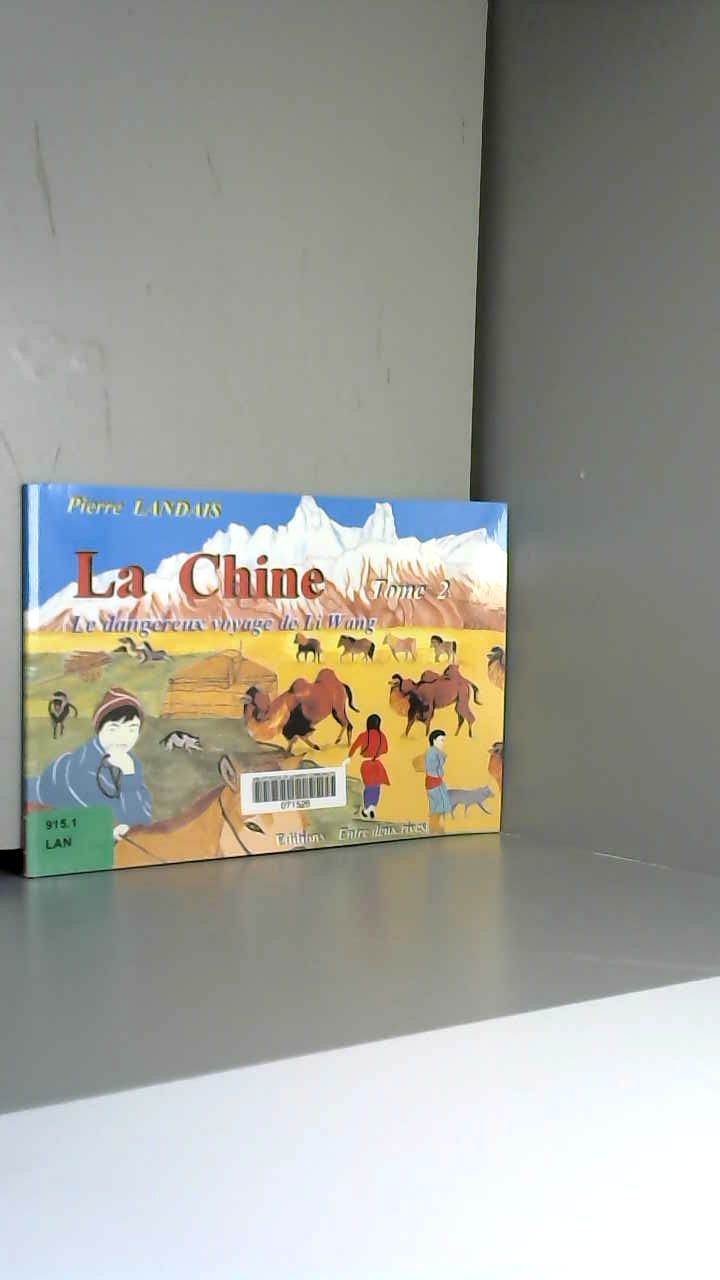 Pierre LANDAIS
La Chine Tome 2
Le dangereux voyage de Li Wang
071526
915.1
LAN
Editions Entre deux rives